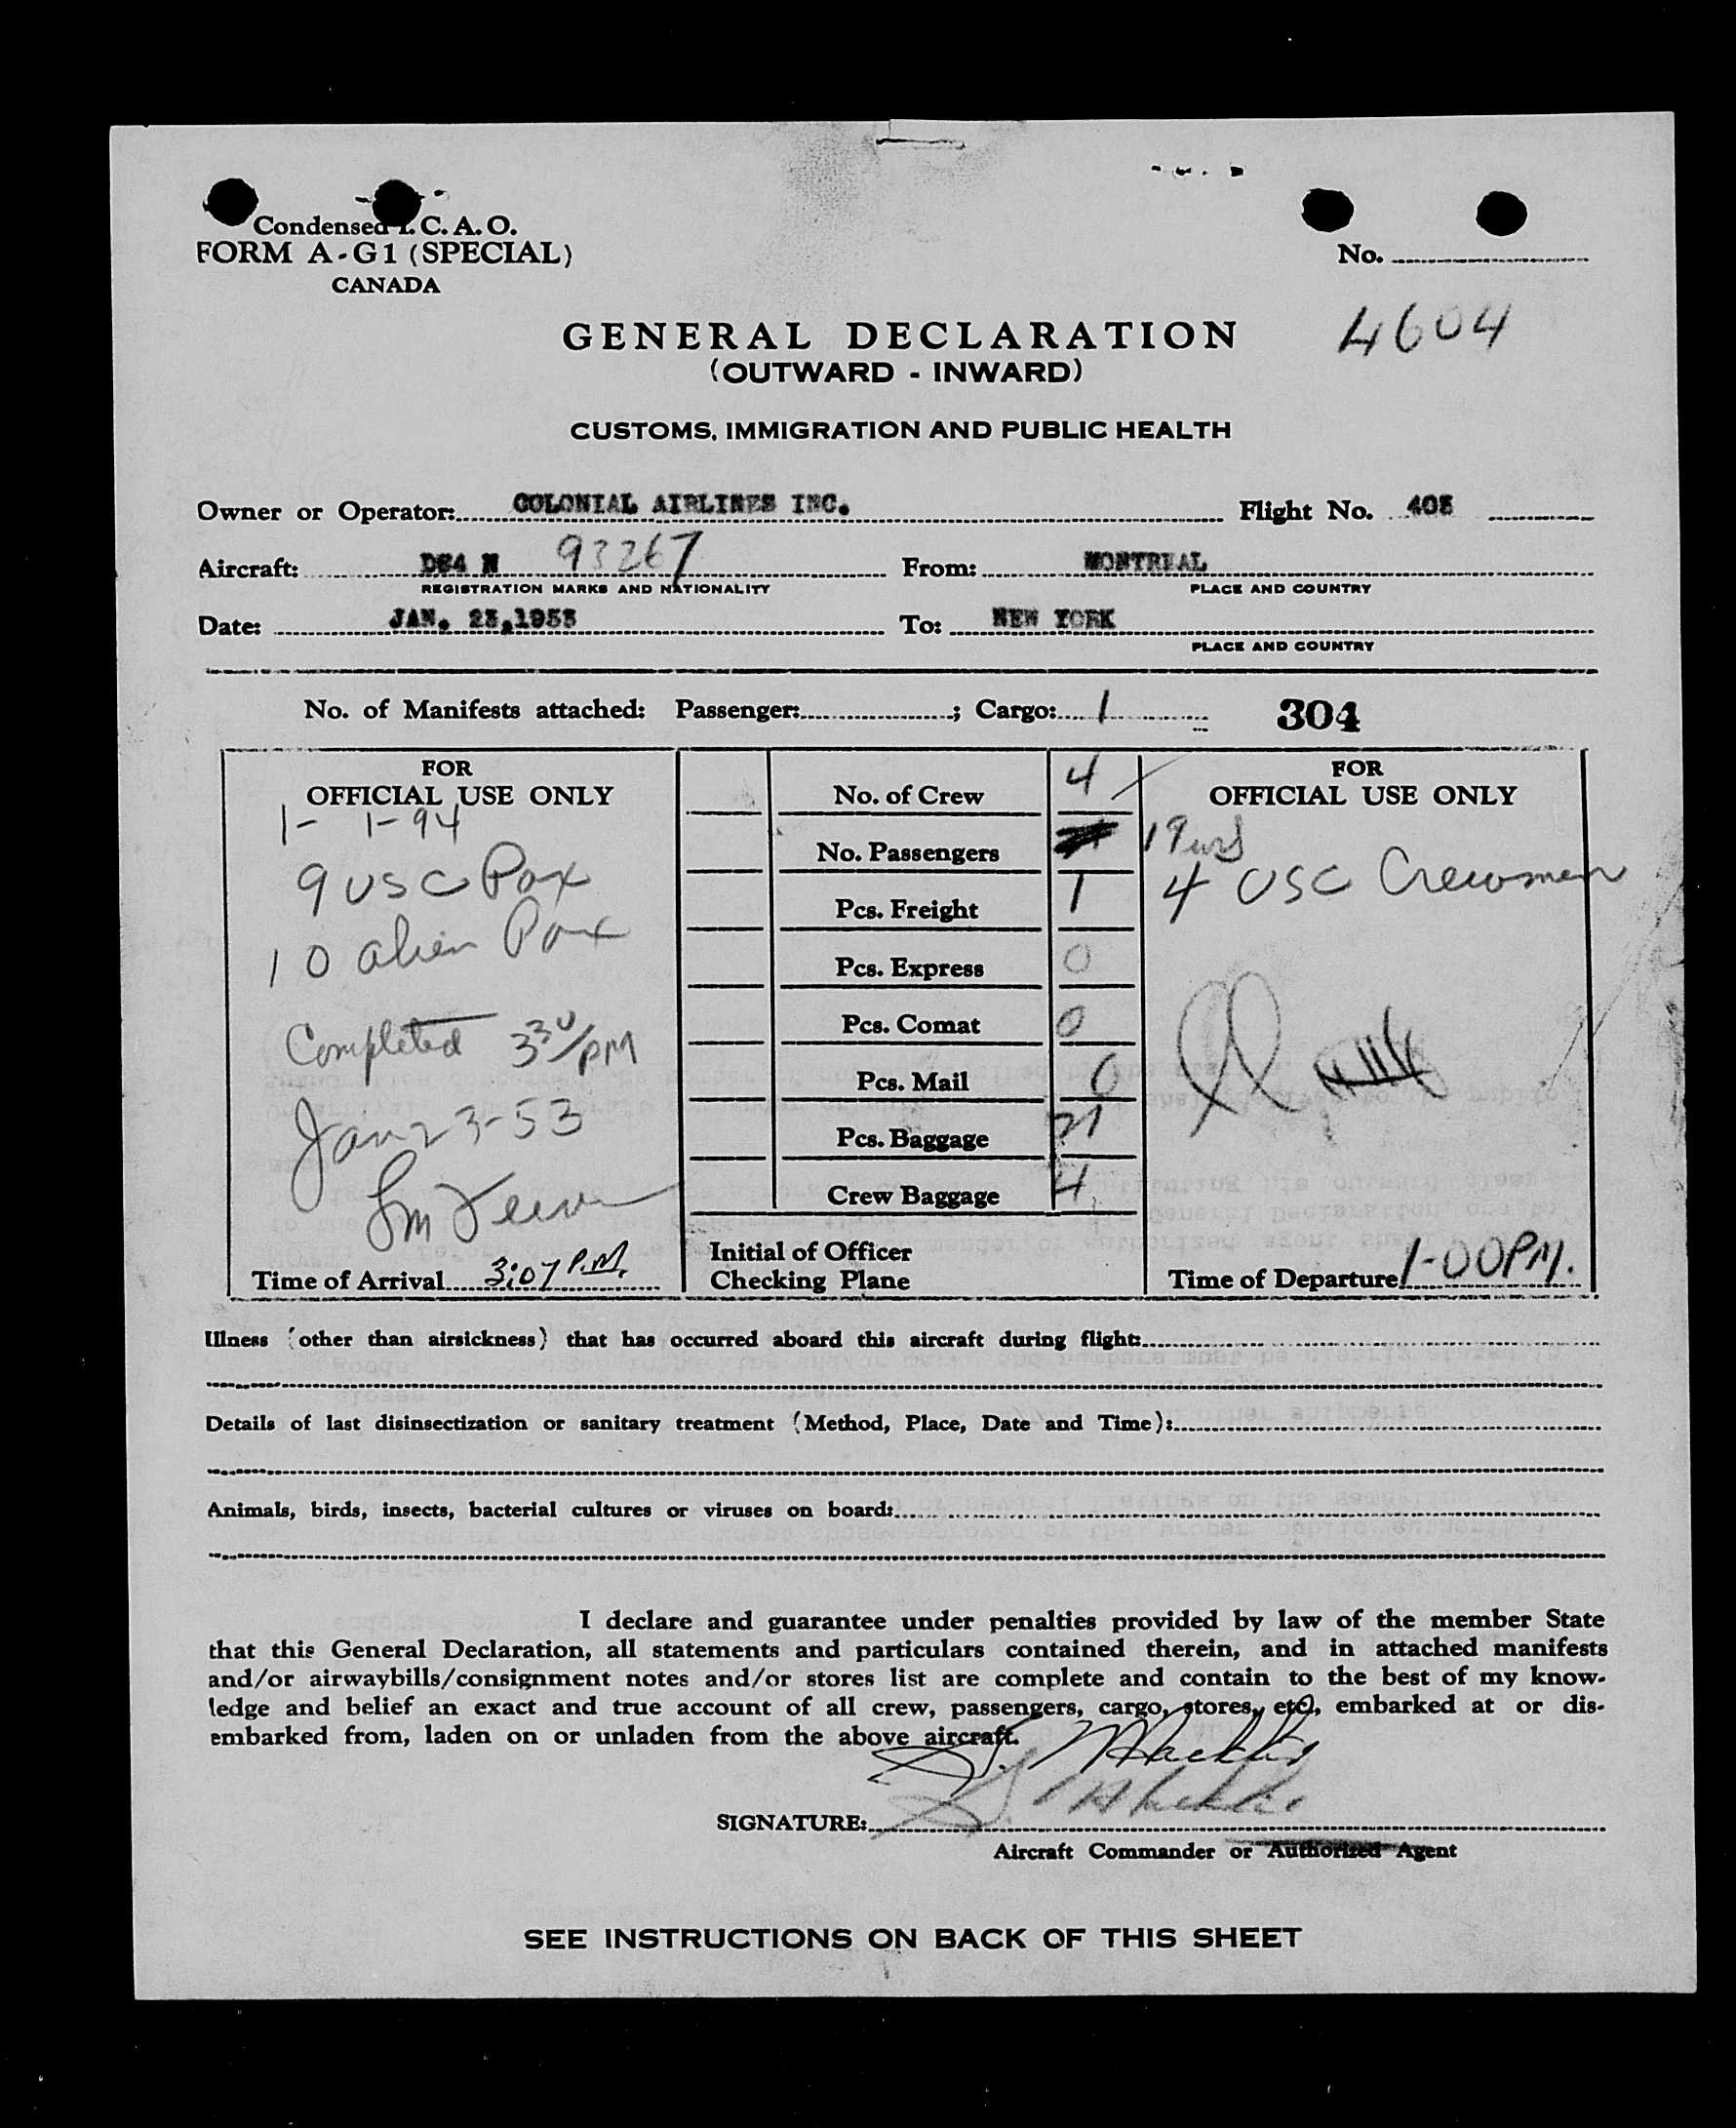 Condensed I. C. A. O.
FORM A-G1 (SPECIAL)
CANADA
No.
4604
GENERAL DECLARATION
(OUTWARD - INWARD)
CUSTOMS, IMMIGRATION AND PUBLIC HEALTH
Owner or Operator: COLONIAL AIRLINES INC. Flight No. 405
Aircraft: DC4 N 93267 From: MONTREAL
REGISTRATION MARKS AND NATIONALITY PLACE AND COUNTRY
Date: JAN. 23,1953 To: NEW YORK
PLACE AND COUNTRY
No. of Manifests attached: Passenger: ; Cargo: 1 304
FOR
OFFICIAL USE ONLY
1- 1-94
9 USC Pax
10 alien Pax
Completed 330/PM
Jan 23-53
Time of Arrival 3:07 P.M.
No. of Crew 4
No. Passengers
Pcs. Freight 1
Pcs. Express 0
Pcs. Comat 0
Pcs. Mail 0
Pcs. Baggage 21
Crew Baggage 4
Initial of Officer
Checking Plane
FOR
OFFICIAL USE ONLY
19
4 USC Crewmen
Time of Departure 1-00PM.
Illness (other than airsickness) that has occurred aboard this aircraft during flight:
Details of last disinsectization or sanitary treatment (Method, Place, Date and Time):
Animals, birds, insects, bacterial cultures or viruses on board:
I declare and guarantee under penalties provided by law of the member State
that this General Declaration, all statements and particulars contained therein, and in attached manifests
and/or airwaybills/consignment notes and/or stores list are complete and contain to the best of my know-
ledge and belief an exact and true account of all crew, passengers, cargo, stores, etc., embarked at or dis-
embarked from, laden on or unladen from the above aircraft.
SIGNATURE:
Aircraft Commander or Authorized Agent
SEE INSTRUCTIONS ON BACK OF THIS SHEET